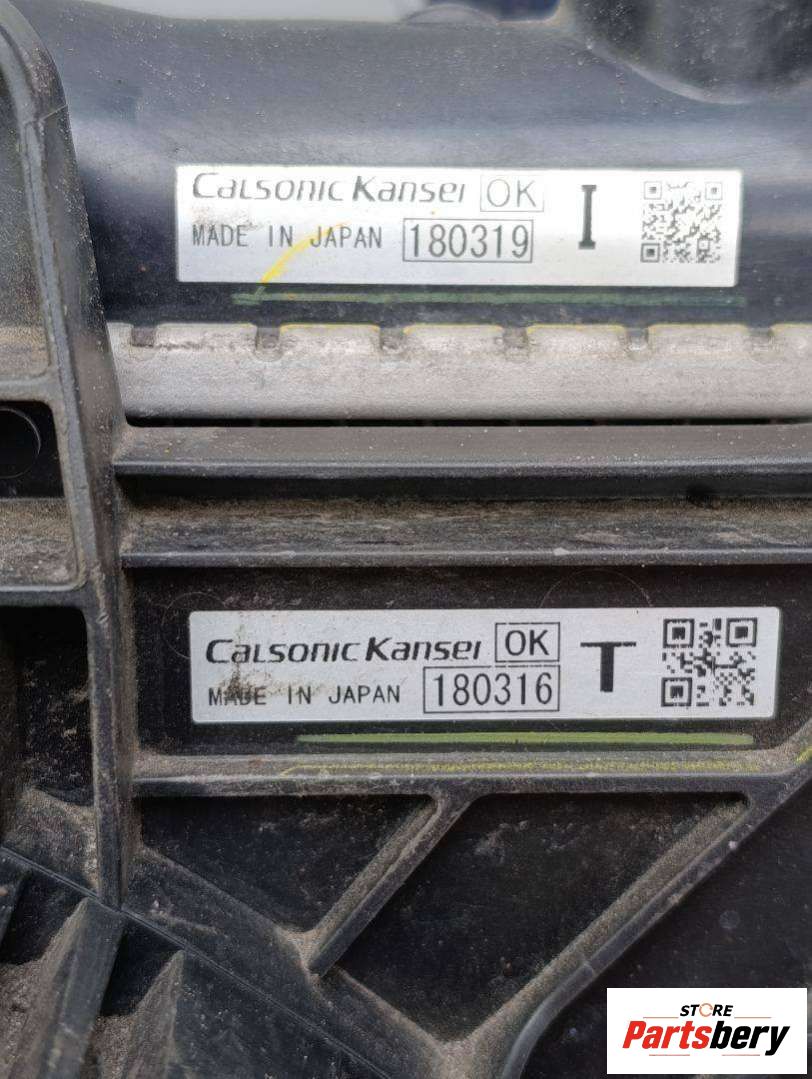 Calsonic Kansei OK I
MADE IN JAPAN 180319
Calsonic Kansei OK T
MADE IN JAPAN 180316
STORE
Partsbery